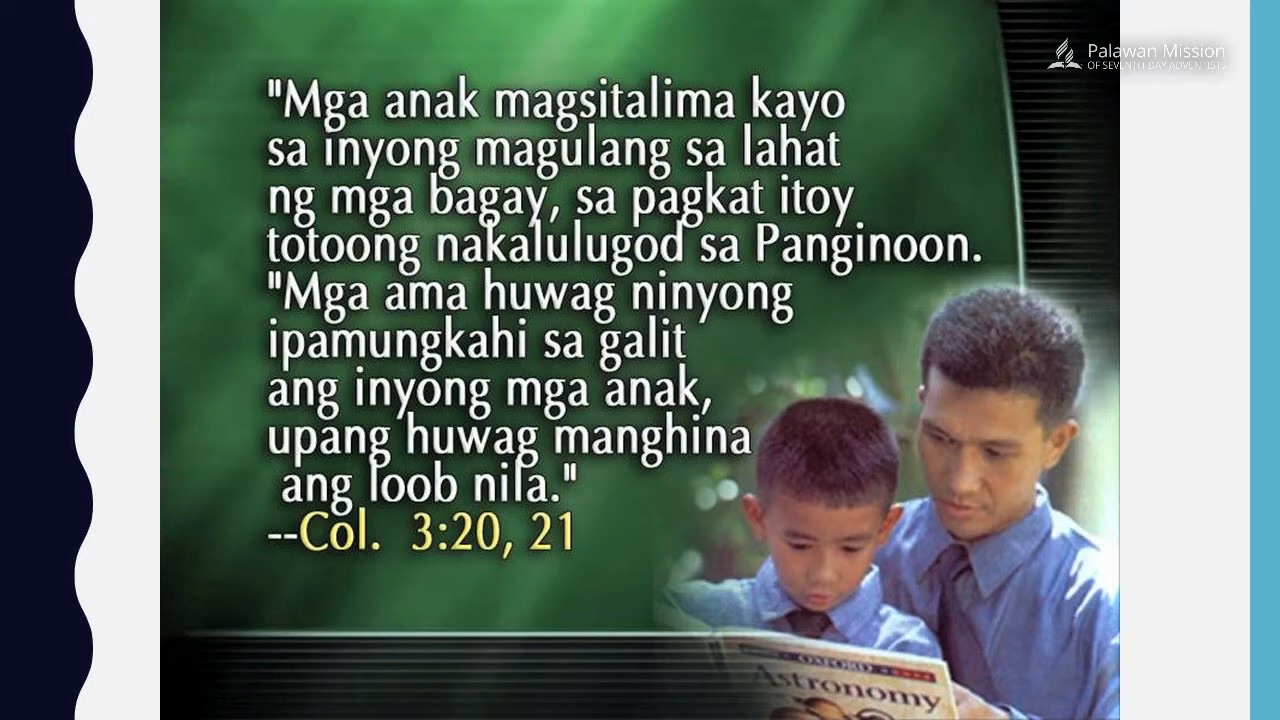 Palawan Mission
OF SEVENTH DAY ADVENTISTS
"Mga anak magsitalima kayo
sa inyong magulang sa lahat
ng mga bagay, sa pagkat itoy
totoong nakalulugod sa Panginoon.
"Mga ama huwag ninyong
ipamungkahi sa galit
ang inyong mga anak,
upang huwag manghina
ang loob nila."
--Col. 3:20, 21
OXFORD
Astronomy